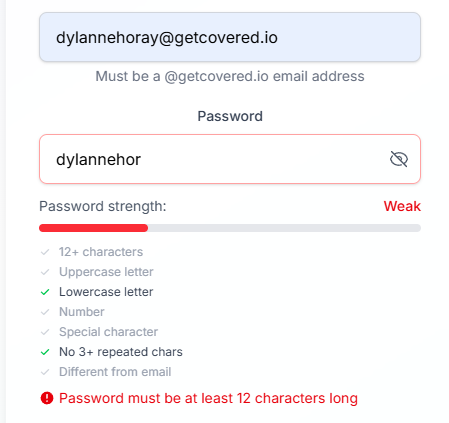 dylannehoray@getcovered.io
Must be a @getcovered.io email address
Password
dylannehor
Password strength: Weak
12+ characters
Uppercase letter
Lowercase letter
Number
Special character
No 3+ repeated chars
Different from email
Password must be at least 12 characters long